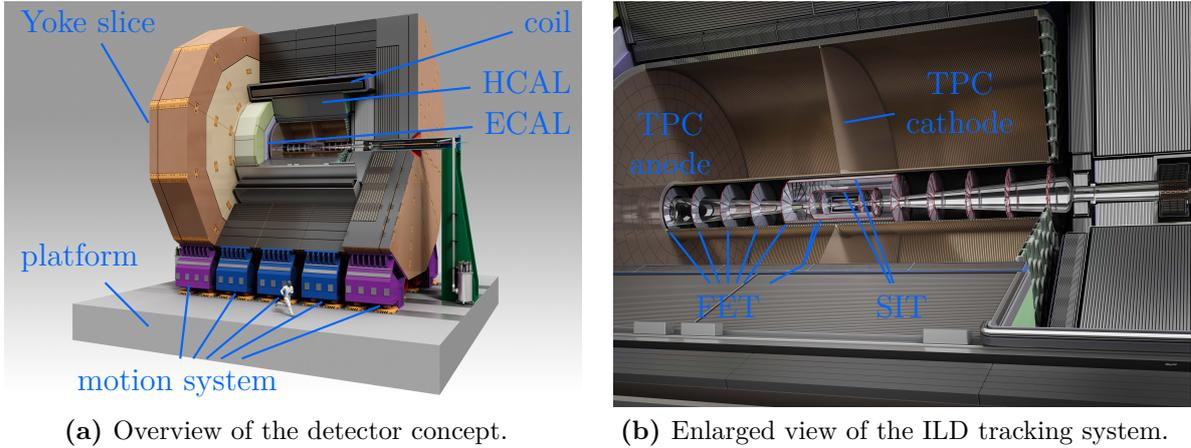 Yoke slice
coil
HCAL
ECAL
platform
motion system
(a) Overview of the detector concept.
TPC
anode
TPC
cathode
FET
SIT
(b) Enlarged view of the ILD tracking system.